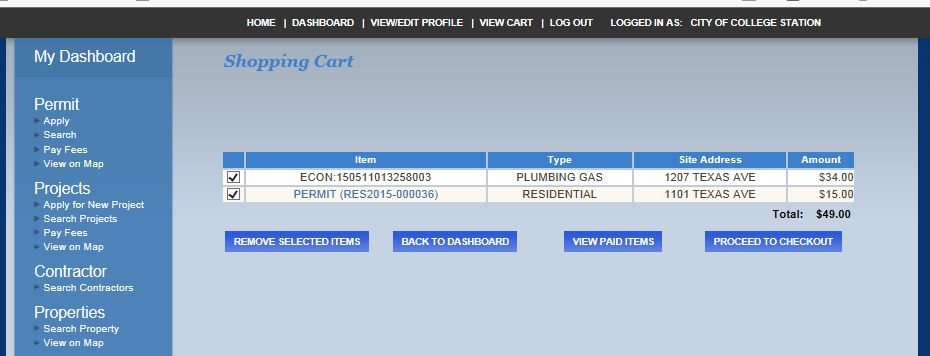 HOME | DASHBOARD | VIEW/EDIT PROFILE | VIEW CART | LOG OUT LOGGED IN AS: CITY OF COLLEGE STATION
My Dashboard
Permit
Apply
Search
Pay Fees
View on Map
Projects
Apply for New Project
Search Projects
Pay Fees
View on Map
Contractor
Search Contractors
Properties
Search Property
View on Map
Shopping Cart
Item Type Site Address Amount
ECON:150511013258003 PLUMBING GAS 1207 TEXAS AVE $34.00
PERMIT (RES2015-000036) RESIDENTIAL 1101 TEXAS AVE $15.00
Total: $49.00
REMOVE SELECTED ITEMS BACK TO DASHBOARD VIEW PAID ITEMS PROCEED TO CHECKOUT